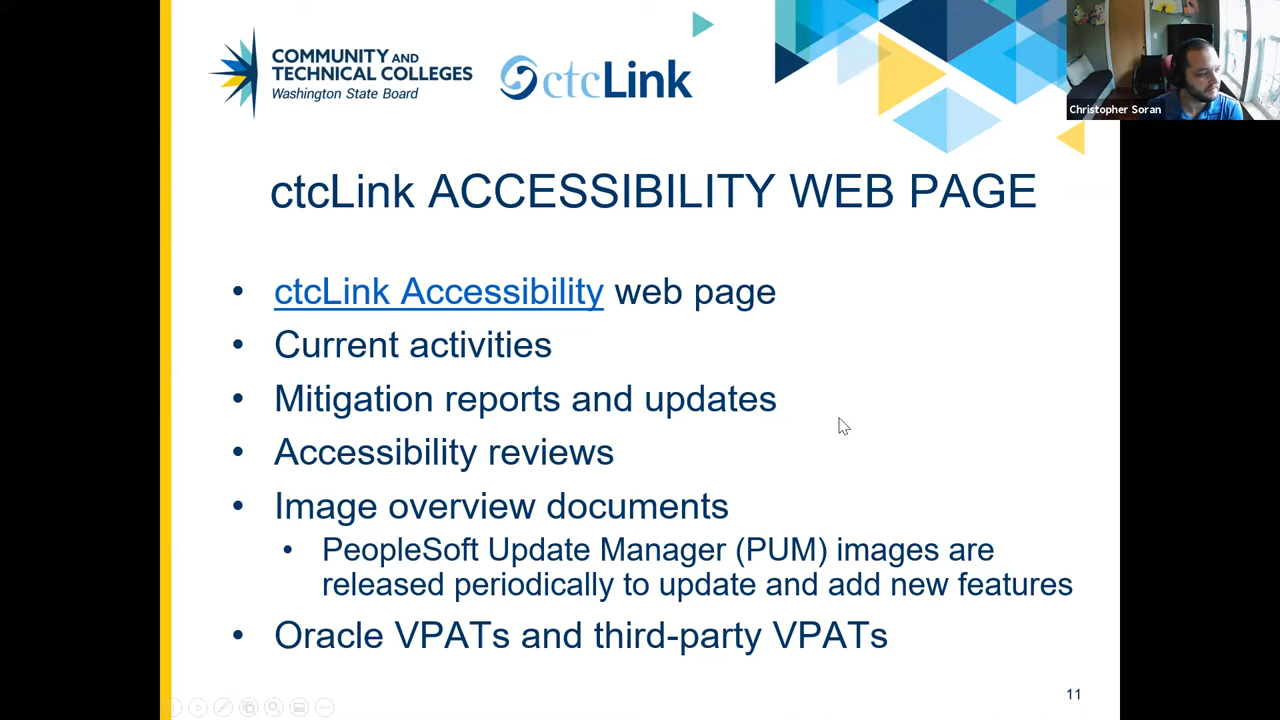 COMMUNITY AND
TECHNICAL COLLEGES
Washington State Board
ctcLink
Christopher Soran
ctcLink ACCESSIBILITY WEB PAGE
• ctcLink Accessibility web page
• Current activities
• Mitigation reports and updates
• Accessibility reviews
• Image overview documents
• PeopleSoft Update Manager (PUM) images are
released periodically to update and add new features
• Oracle VPATs and third-party VPATs
11